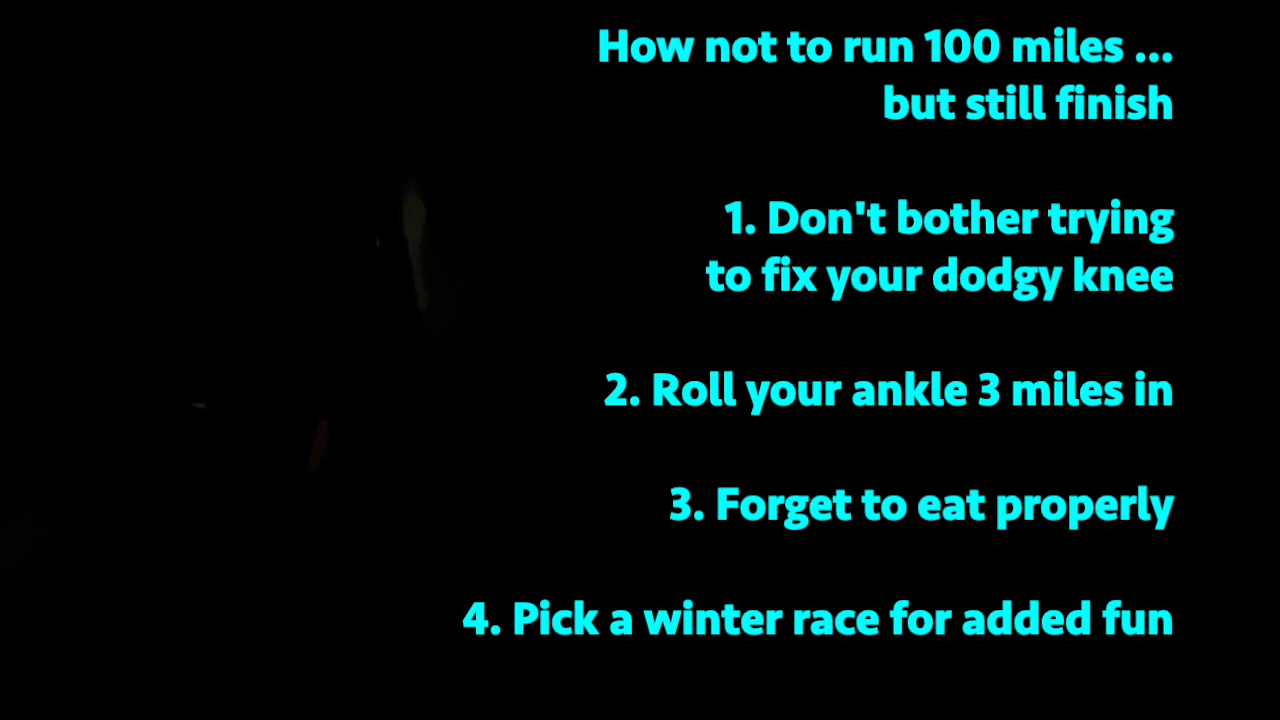 How not to run 100 miles ...
but still finish
1. Don't bother trying
to fix your dodgy knee
2. Roll your ankle 3 miles in
3. Forget to eat properly
4. Pick a winter race for added fun